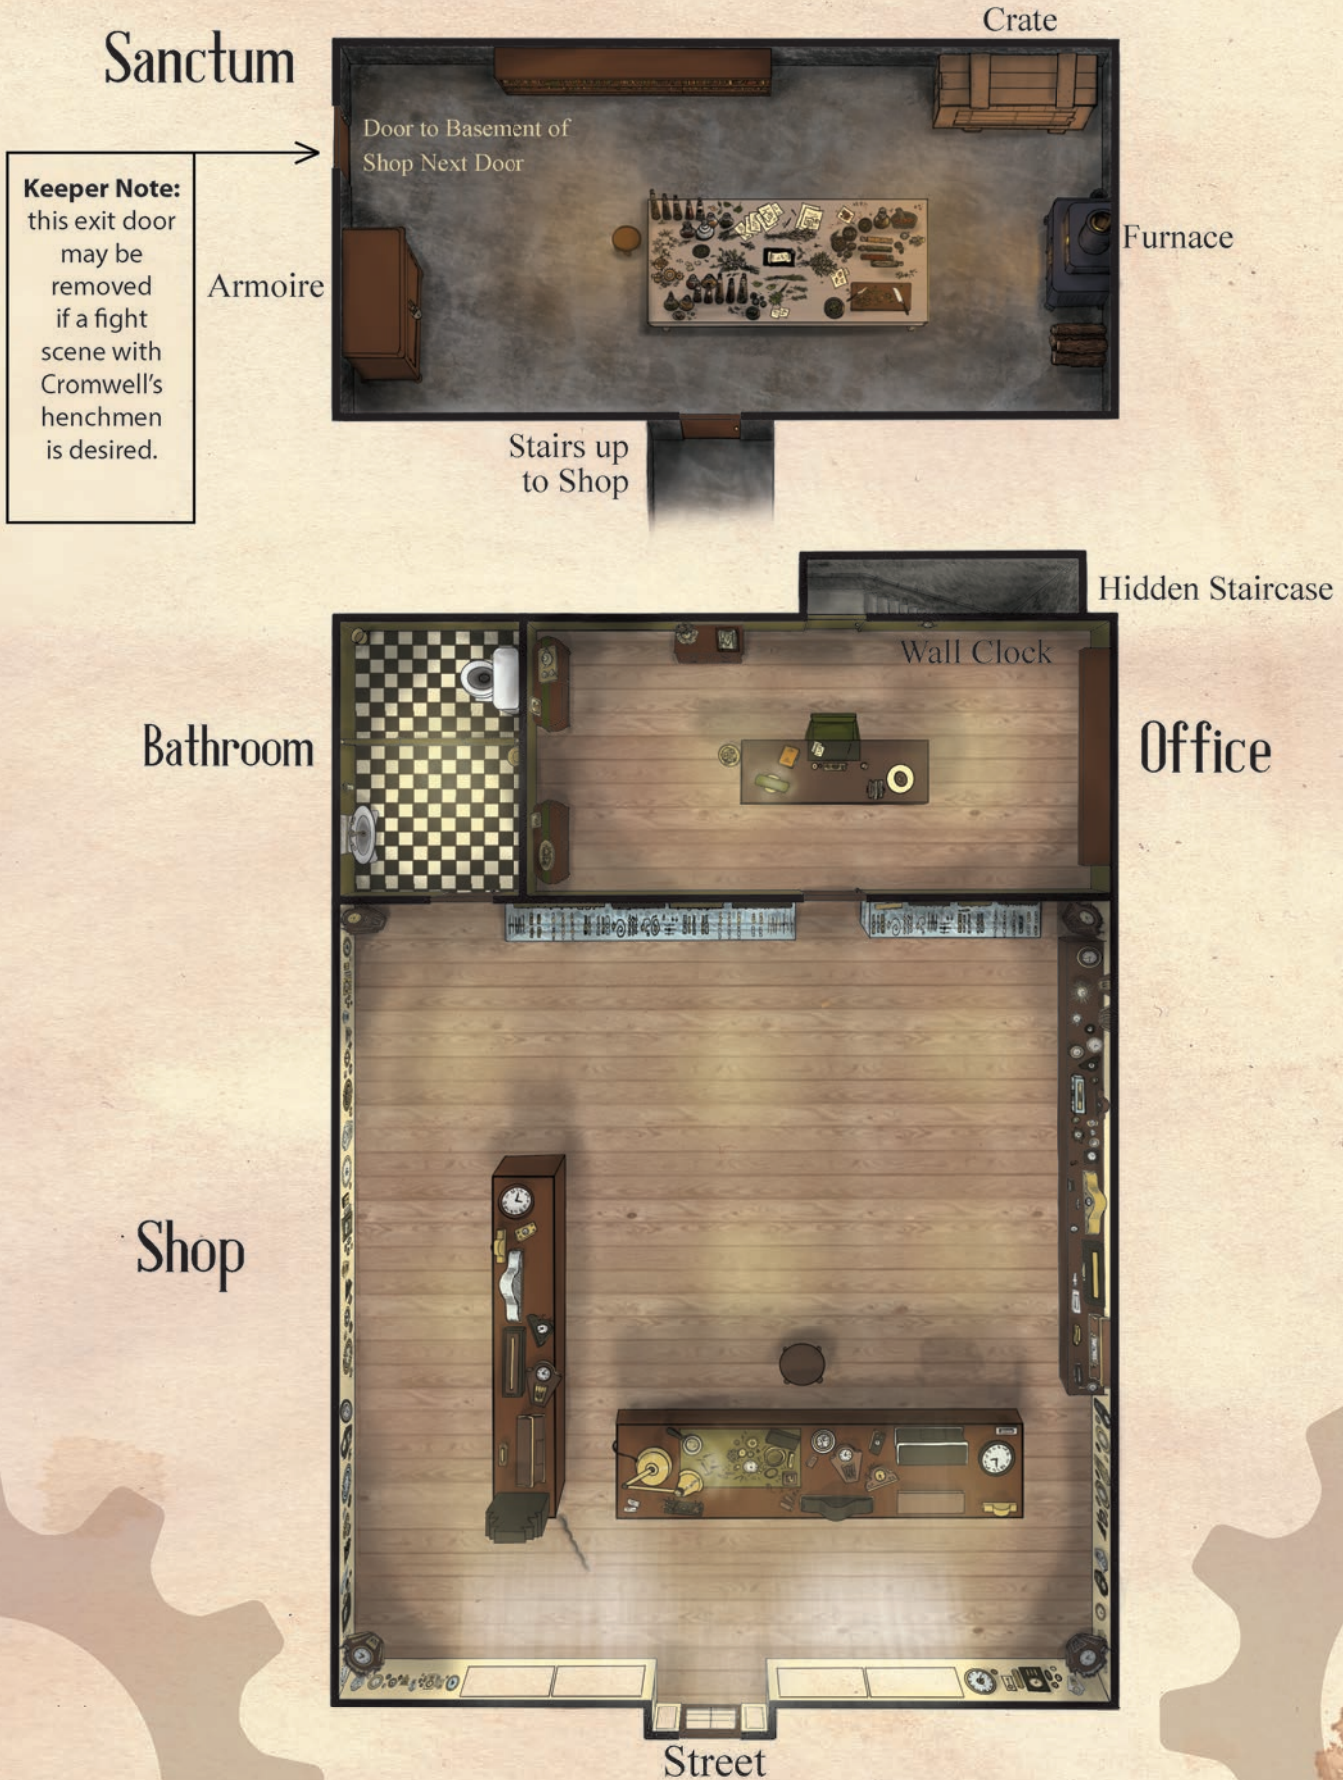 Crate
Sanctum
Door to Basement of
Shop Next Door
Keeper Note:
this exit door
may be
removed
if a fight
scene with
Cromwell's
henchmen
is desired.
Armoire
Furnace
Stairs up
to Shop
Hidden Staircase
Wall Clock
Bathroom
Office
Shop
Street